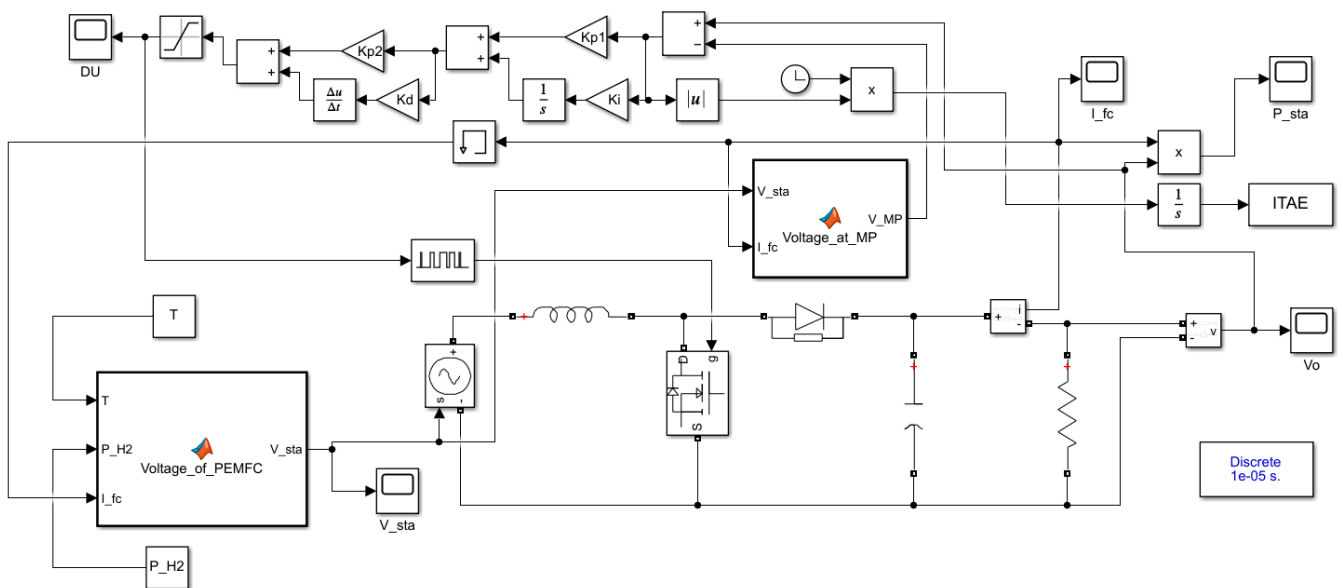 DU
Kp2
+
+
Kd
Δu
Δt
+
+
Kp1
1
s
Ki
|u|
+
−
x
I_fc
P_sta
x
1
s
ITAE
V_sta
V_MP
Voltage_at_MP
I_fc
T
T
P_H2
V_sta
Voltage_of_PEMFC
I_fc
P_H2
V_sta
+
s
-
+
D
g
S
+
+
i
-
+
+
-
v
Vo
Discrete
1e-05 s.